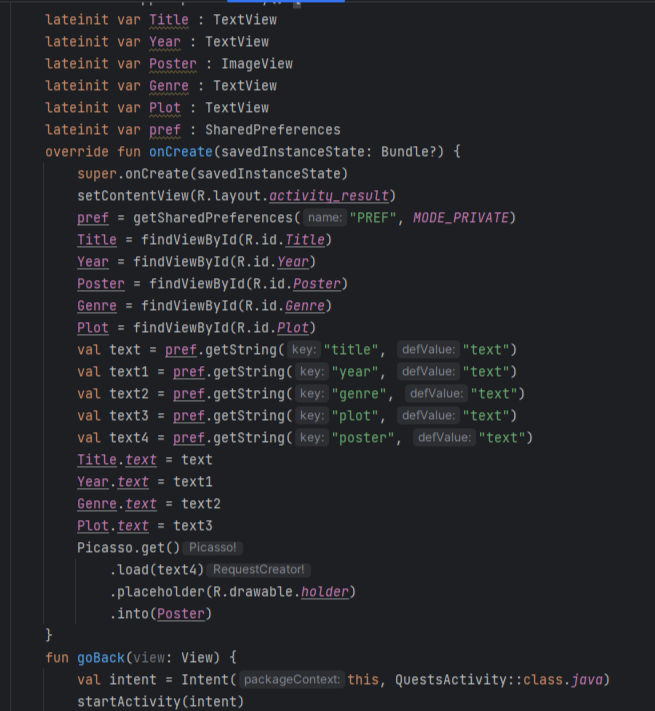 lateinit var Title : TextView
lateinit var Year : TextView
lateinit var Poster : ImageView
lateinit var Genre : TextView
lateinit var Plot : TextView
lateinit var pref : SharedPreferences
override fun onCreate(savedInstanceState: Bundle?) {
super.onCreate(savedInstanceState)
setContentView(R.layout.activity_result)
pref = getSharedPreferences( name: "PREF", MODE_PRIVATE)
Title = findViewById(R.id.Title)
Year = findViewById(R.id.Year)
Poster = findViewById(R.id.Poster)
Genre = findViewById(R.id.Genre)
Plot = findViewById(R.id.Plot)
val text = pref.getString( key: "title", defValue: "text")
val text1 = pref.getString( key: "year", defValue: "text")
val text2 = pref.getString( key: "genre", defValue: "text")
val text3 = pref.getString( key: "plot", defValue: "text")
val text4 = pref.getString( key: "poster", defValue: "text")
Title.text = text
Year.text = text1
Genre.text = text2
Plot.text = text3
Picasso.get() Picasso!
.load(text4) RequestCreator!
.placeholder(R.drawable.holder)
.into(Poster)
}
fun goBack(view: View) {
val intent = Intent( packageContext: this, QuestsActivity::class.java)
startActivity(intent)